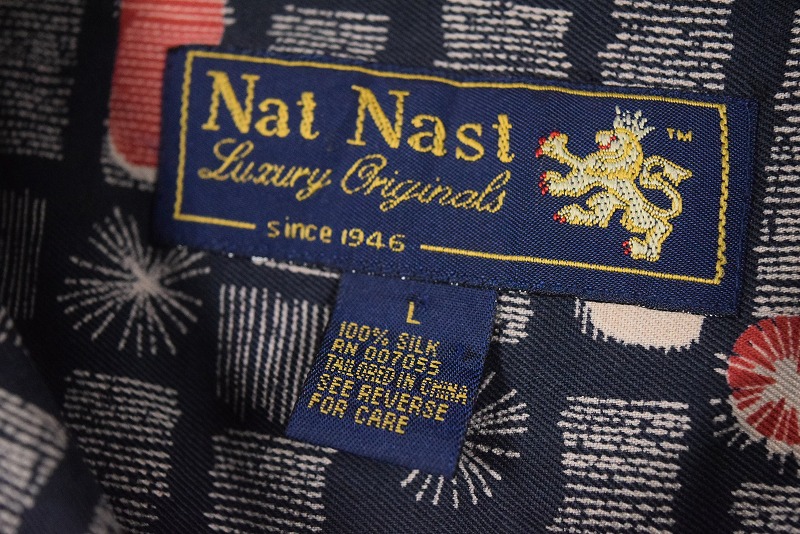 Nat Nast
TM
Luxury Originals
since 1946
L
100% SILK
RN 007055
TAILORED IN CHINA
SEE REVERSE
FOR CARE